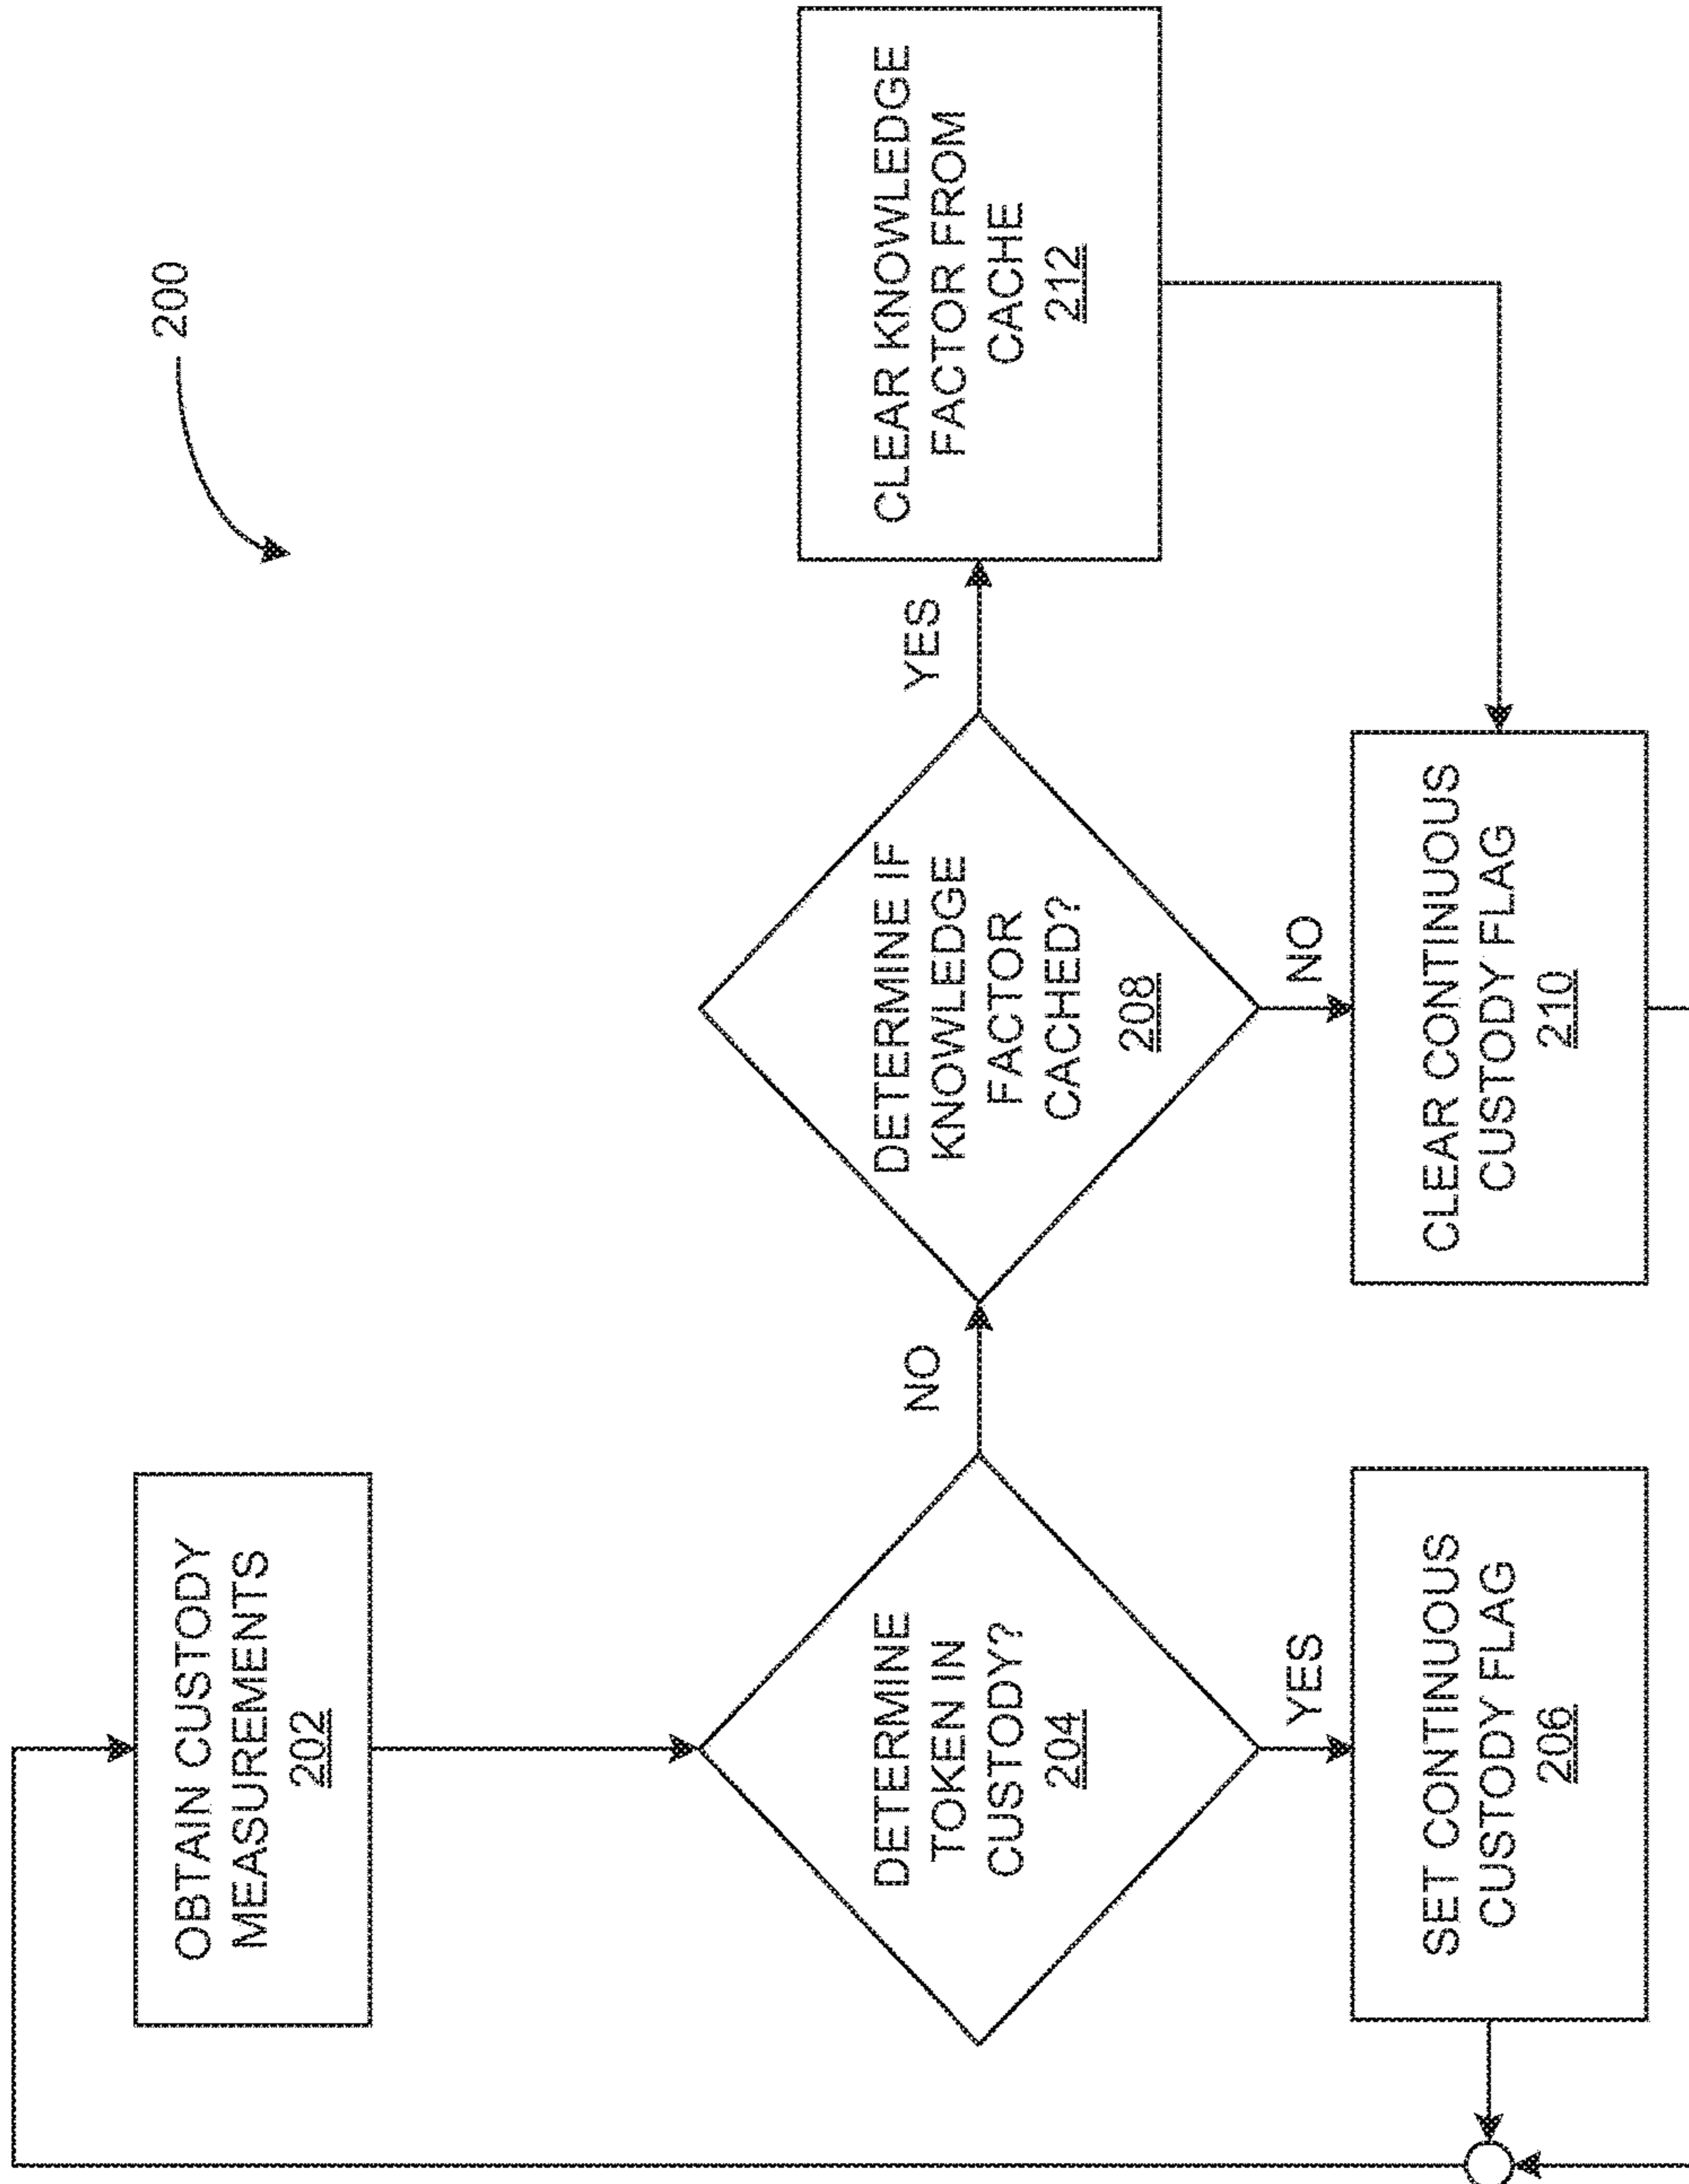 200
OBTAIN CUSTODY
MEASUREMENTS
202
DETERMINE
TOKEN IN
CUSTODY?
204
NO
YES
SET CONTINUOUS
CUSTODY FLAG
206
DETERMINE IF
KNOWLEDGE
FACTOR
CACHED?
208
YES
NO
CLEAR KNOWLEDGE
FACTOR FROM
CACHE
212
CLEAR CONTINUOUS
CUSTODY FLAG
210